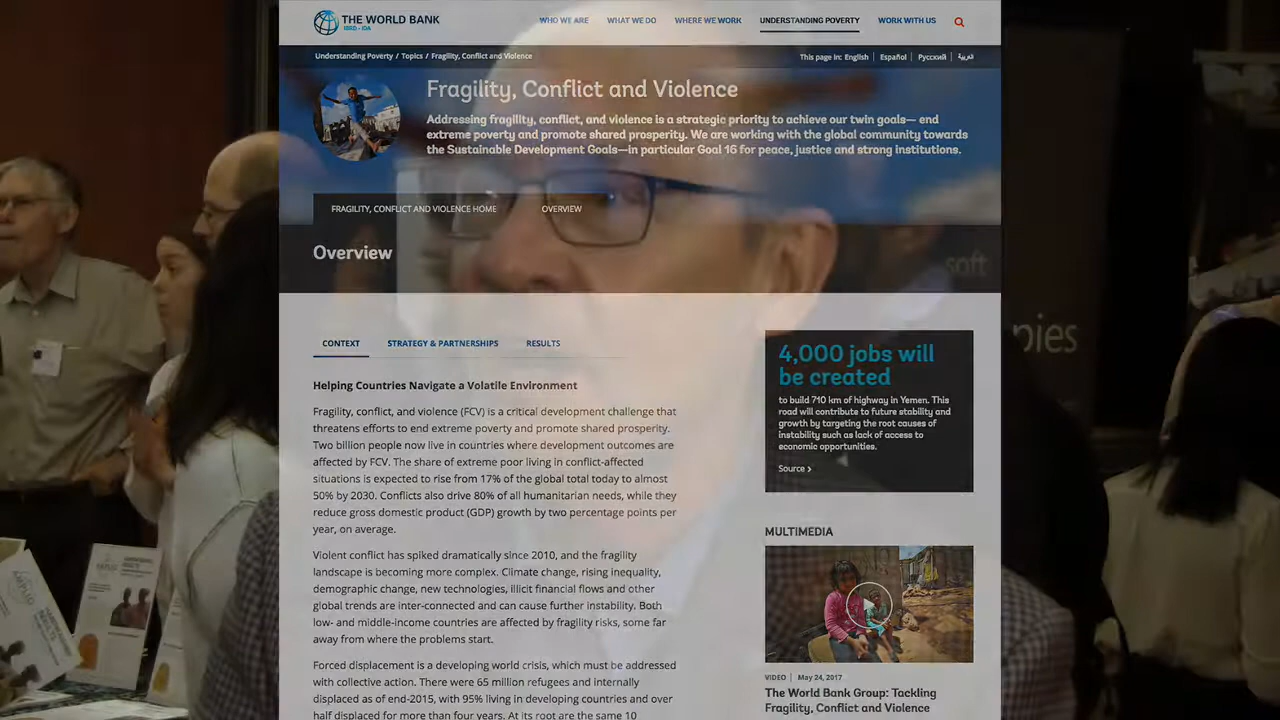 THE WORLD BANK
IBRD - IDA
WHO WE ARE
WHAT WE DO
WHERE WE WORK
UNDERSTANDING POVERTY
WORK WITH US
Understanding Poverty / Topics / Fragility, Conflict and Violence
This page in: English
Español
Русский
العربية
Fragility, Conflict and Violence
Addressing fragility, conflict, and violence is a strategic priority to achieve our twin goals— end
extreme poverty and promote shared prosperity. We are working with the global community towards
the Sustainable Development Goals—in particular Goal 16 for peace, justice and strong institutions.
FRAGILITY, CONFLICT AND VIOLENCE HOME
OVERVIEW
Overview
soft
pies
CONTEXT
STRATEGY & PARTNERSHIPS
RESULTS
Helping Countries Navigate a Volatile Environment
Fragility, conflict, and violence (FCV) is a critical development challenge that
threatens efforts to end extreme poverty and promote shared prosperity.
Two billion people now live in countries where development outcomes are
affected by FCV. The share of extreme poor living in conflict-affected
situations is expected to rise from 17% of the global total today to almost
50% by 2030. Conflicts also drive 80% of all humanitarian needs, while they
reduce gross domestic product (GDP) growth by two percentage points per
year, on average.
Violent conflict has spiked dramatically since 2010, and the fragility
landscape is becoming more complex. Climate change, rising inequality,
demographic change, new technologies, illicit financial flows and other
global trends are inter-connected and can cause further instability. Both
low- and middle-income countries are affected by fragility risks, some far
away from where the problems start.
Forced displacement is a developing world crisis, which must be addressed
with collective action. There were 65 million refugees and internally
displaced as of end-2015, with 95% living in developing countries and over
half displaced for more than four years. At its root are the same 10
4,000 jobs will
be created
to build 710 km of highway in Yemen. This
road will contribute to future stability and
growth by targeting the root causes of
instability such as lack of access to
economic opportunities.
Source ›
MULTIMEDIA
VIDEO | May 24, 2017
The World Bank Group: Tackling
Fragility, Conflict and Violence